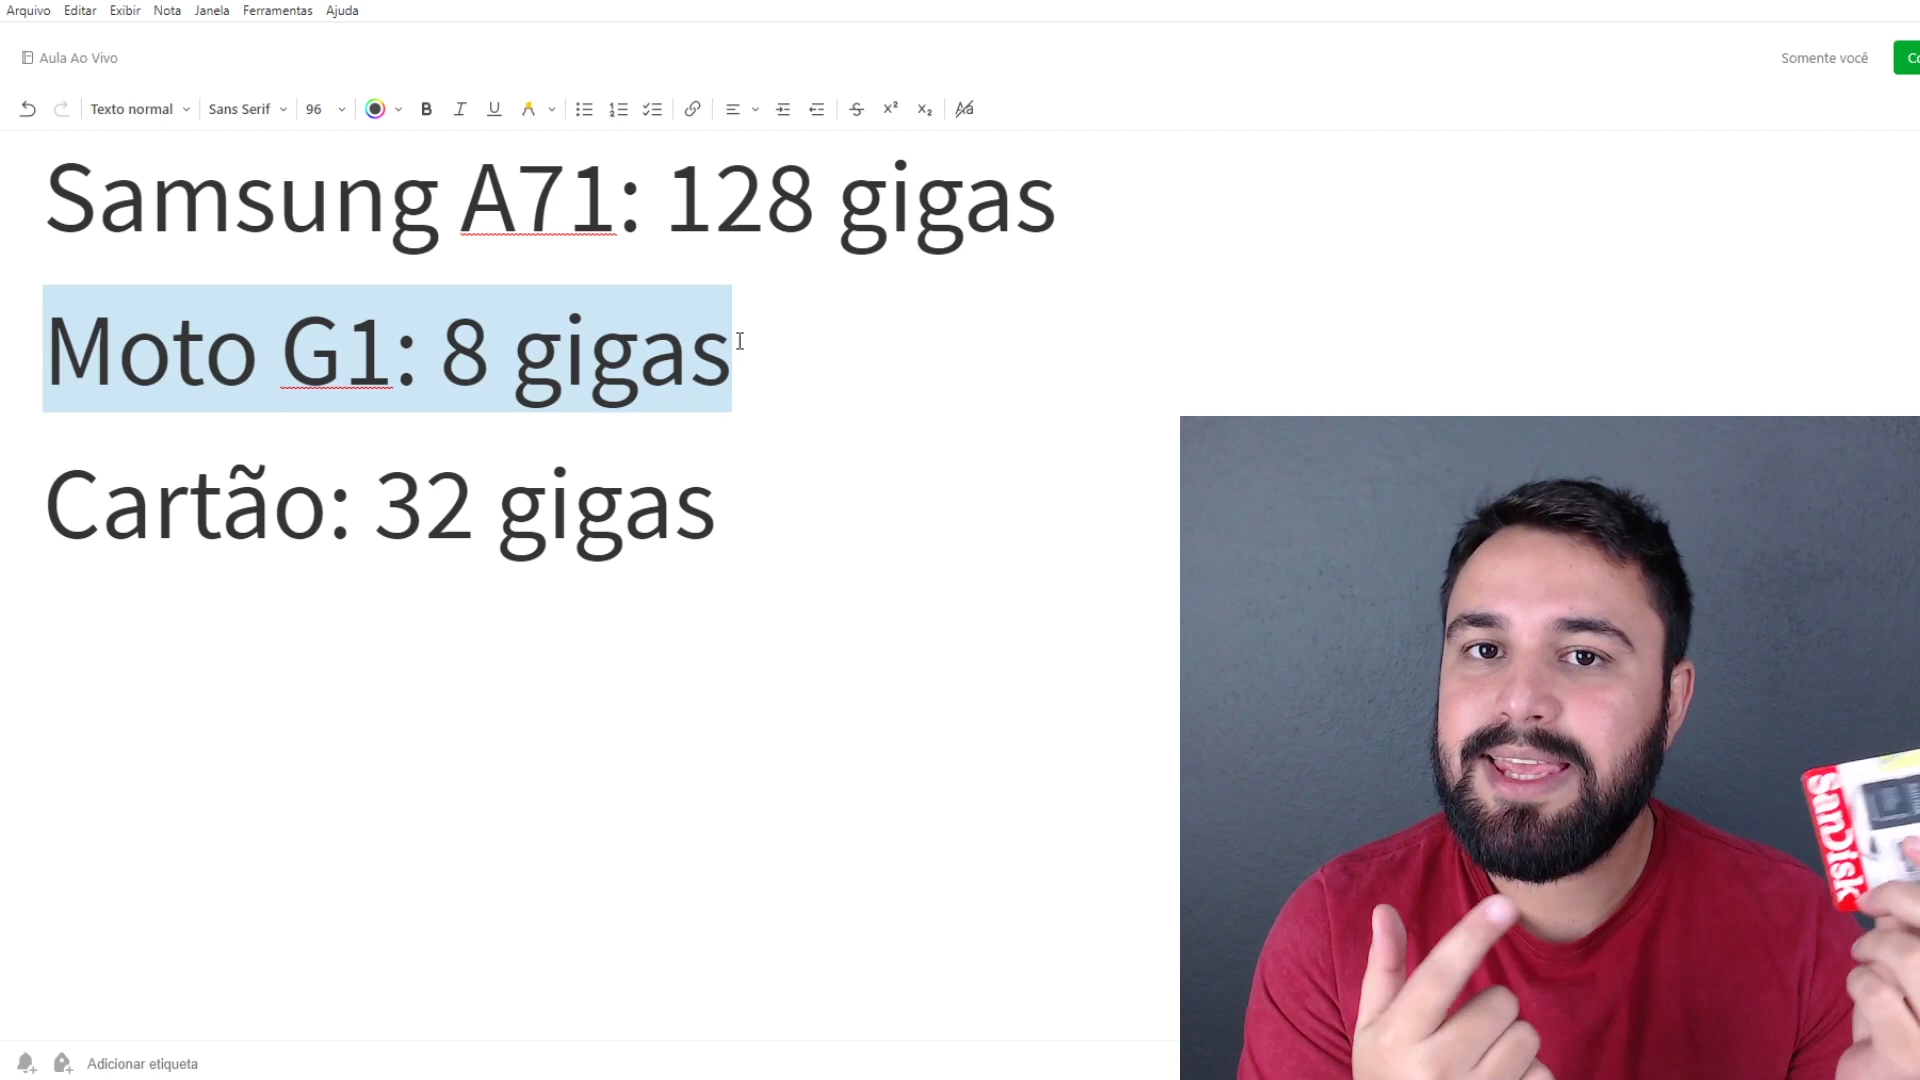 Arquivo Editar Exibir Nota Janela Ferramentas Ajuda
Aula Ao Vivo
Somente você
Texto normal Sans Serif 96
Samsung A71: 128 gigas
Moto G1: 8 gigas
Cartão: 32 gigas
SanDisk
Adicionar etiqueta